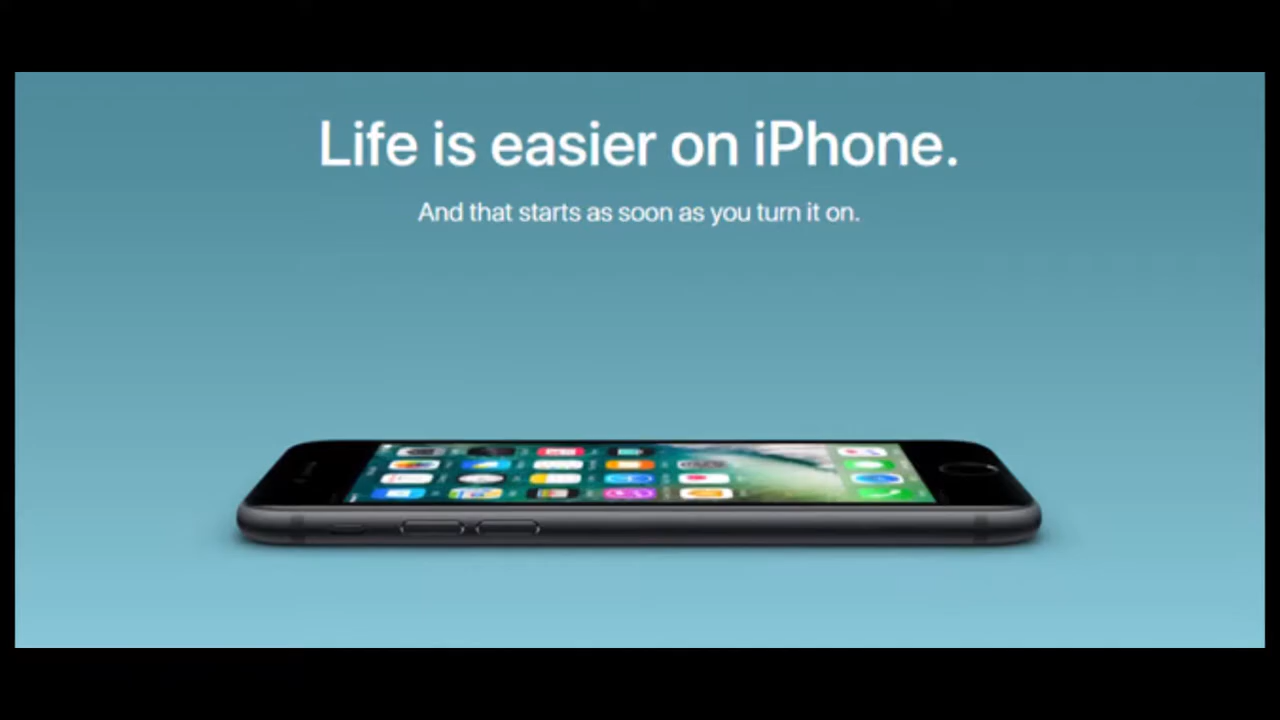 Life is easier on iPhone.
And that starts as soon as you turn it on.